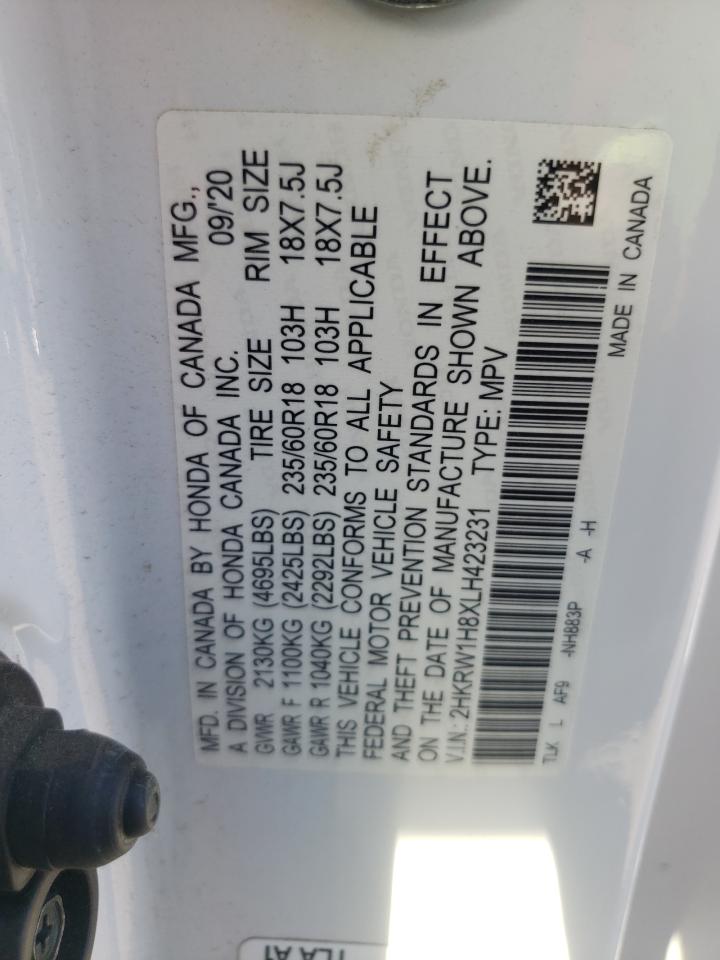 MFD. IN CANADA BY HONDA OF CANADA MFG.,
A DIVISION OF HONDA CANADA INC. 09/'20
GVWR 2130KG (4695LBS) TIRE SIZE RIM SIZE
GAWR F 1100KG (2425LBS) 235/60R18 103H 18X7.5J
GAWR R 1040KG (2292LBS) 235/60R18 103H 18X7.5J
THIS VEHICLE CONFORMS TO ALL APPLICABLE
FEDERAL MOTOR VEHICLE SAFETY
AND THEFT PREVENTION STANDARDS IN EFFECT
ON THE DATE OF MANUFACTURE SHOWN ABOVE.
V.I.N.: 2HKRW1H8XLH423231 TYPE: MPV
TLK L AF9 -NH883P -A -H
MADE IN CANADA